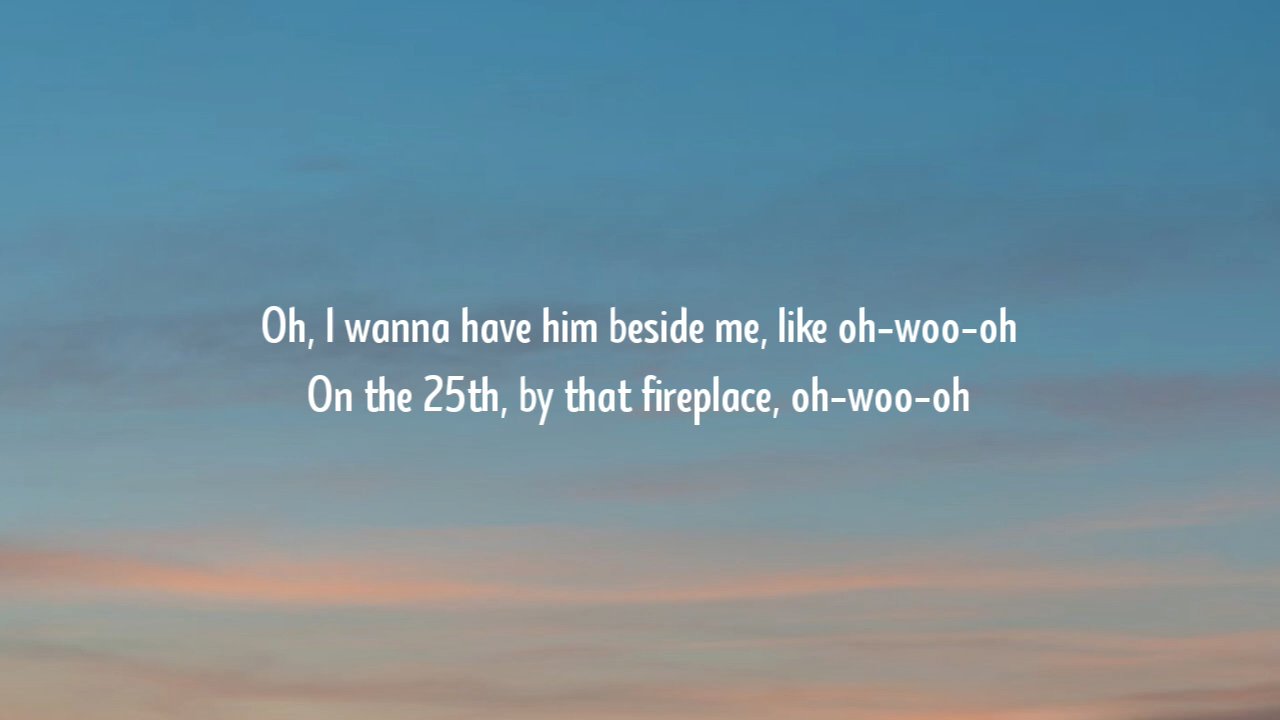 Oh, I wanna have him beside me, like oh-woo-oh
On the 25th, by that fireplace, oh-woo-oh